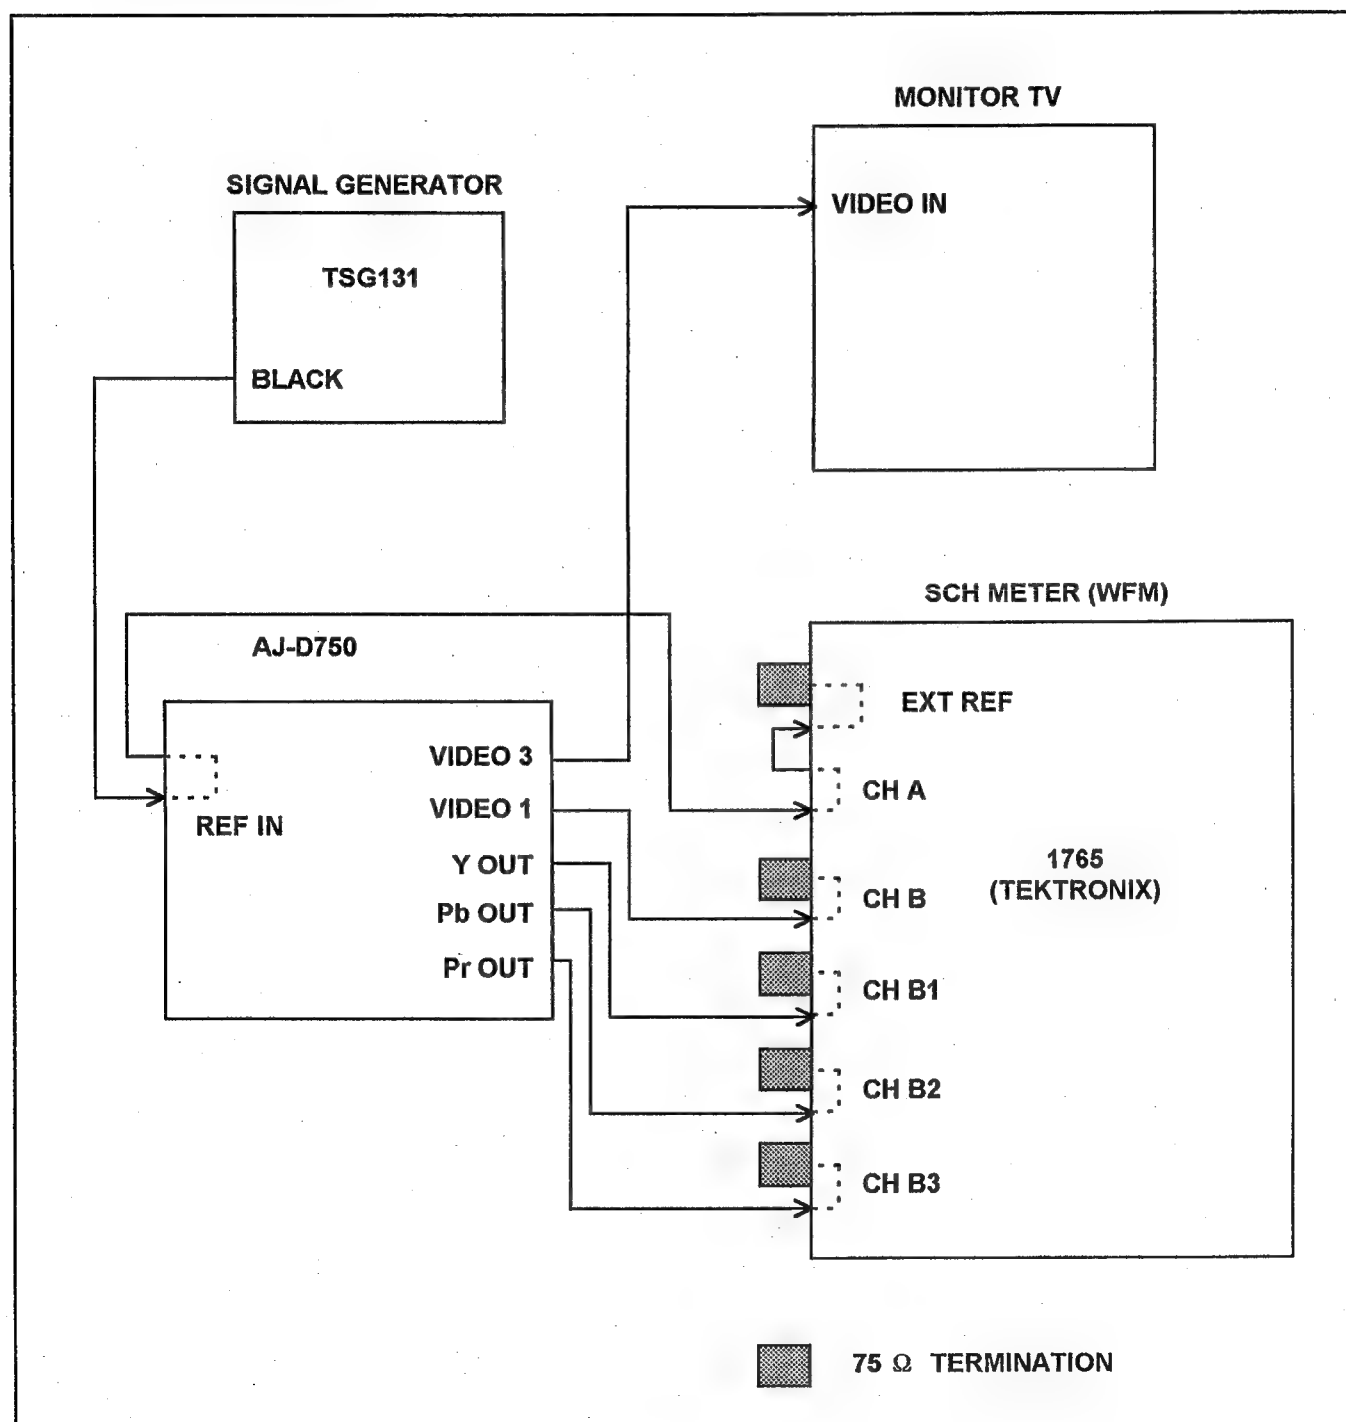 MONITOR TV
SIGNAL GENERATOR
VIDEO IN
TSG131
BLACK
SCH METER (WFM)
AJ-D750
EXT REF
VIDEO 3
CH A
VIDEO 1
REF IN
1765
(TEKTRONIX)
Y OUT
CH B
Pb OUT
Pr OUT
CH B1
CH B2
CH B3
75 Ω TERMINATION